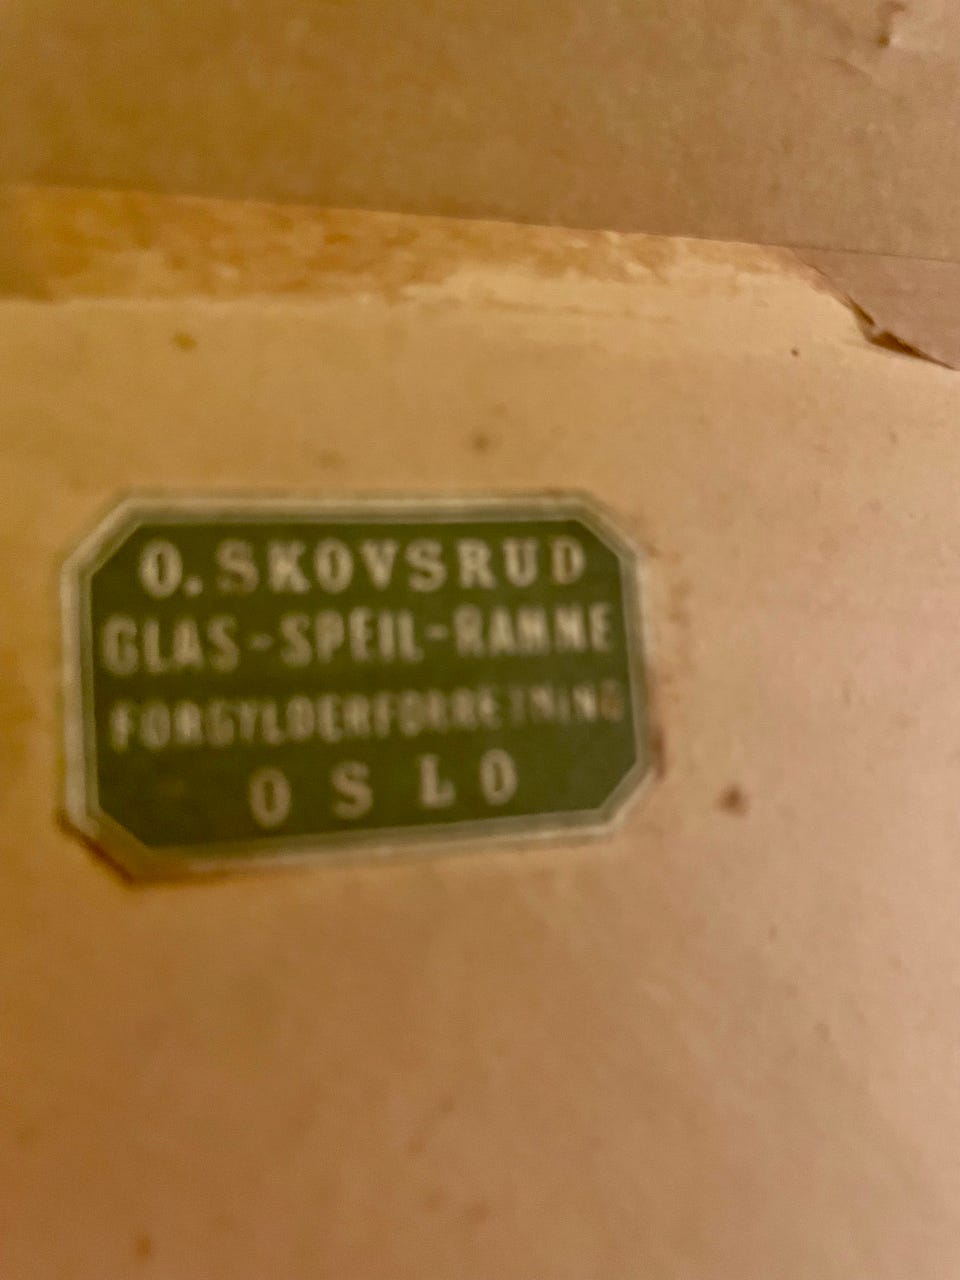 O. SKOVSRUD
GLAS-SPEIL-RAMME
FORGYLDERFORRETNING
OSLO